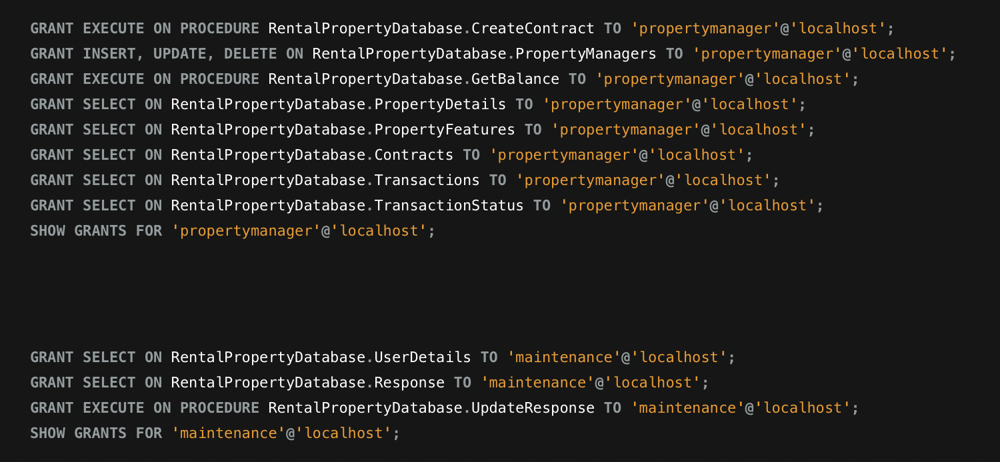 GRANT EXECUTE ON PROCEDURE RentalPropertyDatabase.CreateContract TO 'propertymanager'@'localhost';
GRANT INSERT, UPDATE, DELETE ON RentalPropertyDatabase.PropertyManagers TO 'propertymanager'@'localhost';
GRANT EXECUTE ON PROCEDURE RentalPropertyDatabase.GetBalance TO 'propertymanager'@'localhost';
GRANT SELECT ON RentalPropertyDatabase.PropertyDetails TO 'propertymanager'@'localhost';
GRANT SELECT ON RentalPropertyDatabase.PropertyFeatures TO 'propertymanager'@'localhost';
GRANT SELECT ON RentalPropertyDatabase.Contracts TO 'propertymanager'@'localhost';
GRANT SELECT ON RentalPropertyDatabase.Transactions TO 'propertymanager'@'localhost';
GRANT SELECT ON RentalPropertyDatabase.TransactionStatus TO 'propertymanager'@'localhost';
SHOW GRANTS FOR 'propertymanager'@'localhost';
GRANT SELECT ON RentalPropertyDatabase.UserDetails TO 'maintenance'@'localhost';
GRANT SELECT ON RentalPropertyDatabase.Response TO 'maintenance'@'localhost';
GRANT EXECUTE ON PROCEDURE RentalPropertyDatabase.UpdateResponse TO 'maintenance'@'localhost';
SHOW GRANTS FOR 'maintenance'@'localhost';